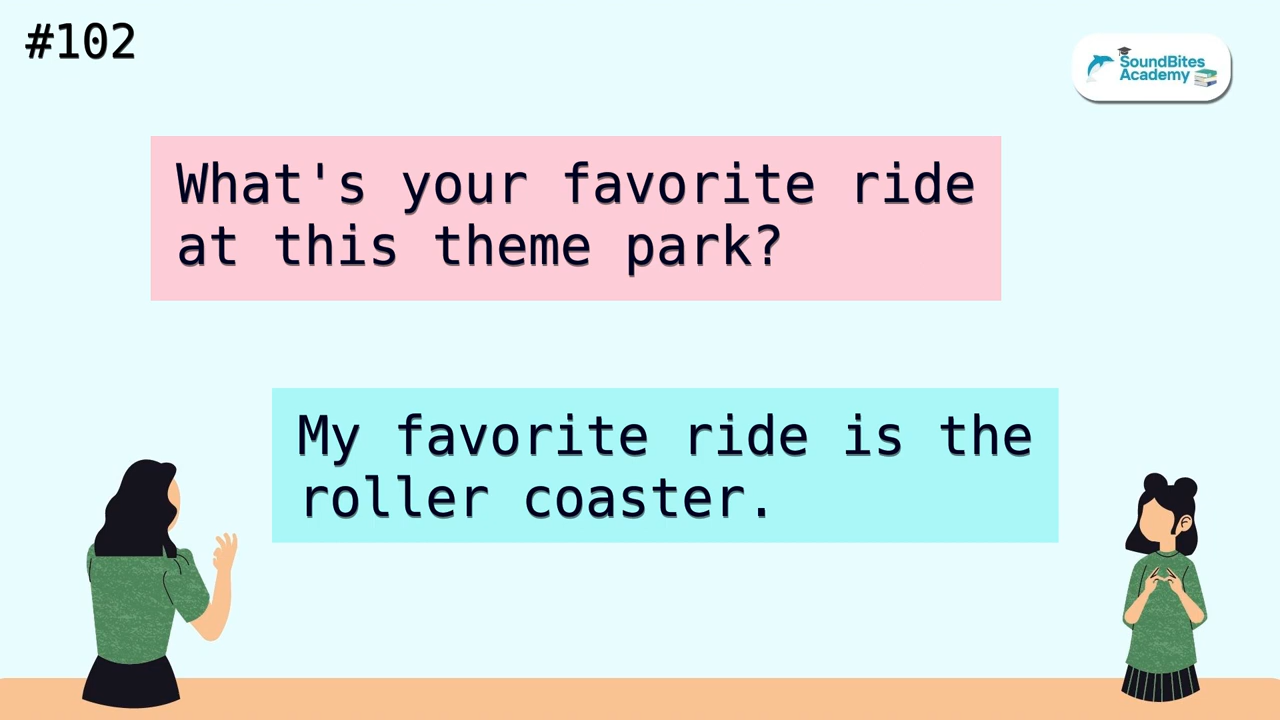 #102
SoundBites
Academy
What's your favorite ride
at this theme park?
My favorite ride is the
roller coaster.